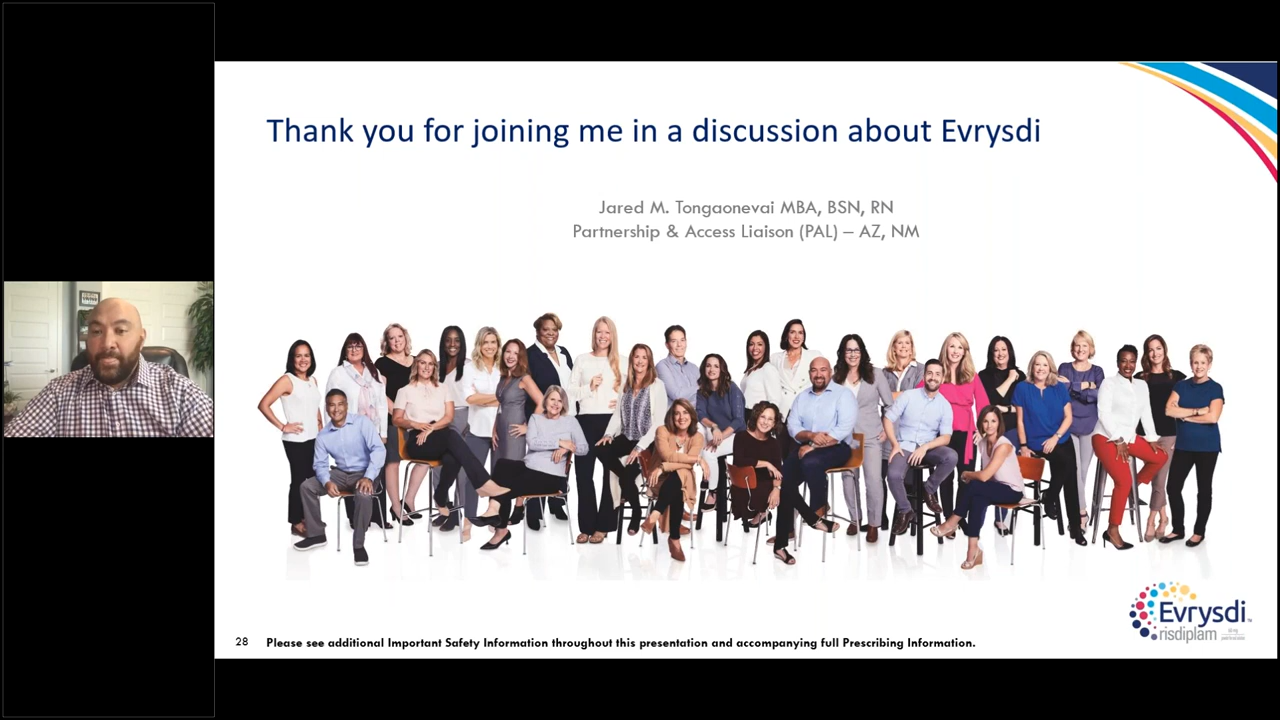 Thank you for joining me in a discussion about Evrysdi
Jared M. Tongaonevai MBA, BSN, RN
Partnership & Access Liaison (PAL) – AZ, NM
Evrysdi™
risdiplam
28 Please see additional Important Safety Information throughout this presentation and accompanying full Prescribing Information.